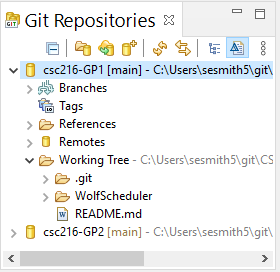 Git Repositories
csc216-GP1 [main] - C:\Users\sesmith5\git\
Branches
Tags
References
Remotes
Working Tree - C:\Users\sesmith5\git\CS
.git
WolfScheduler
README.md
csc216-GP2 [main] - C:\Users\sesmith5\git\